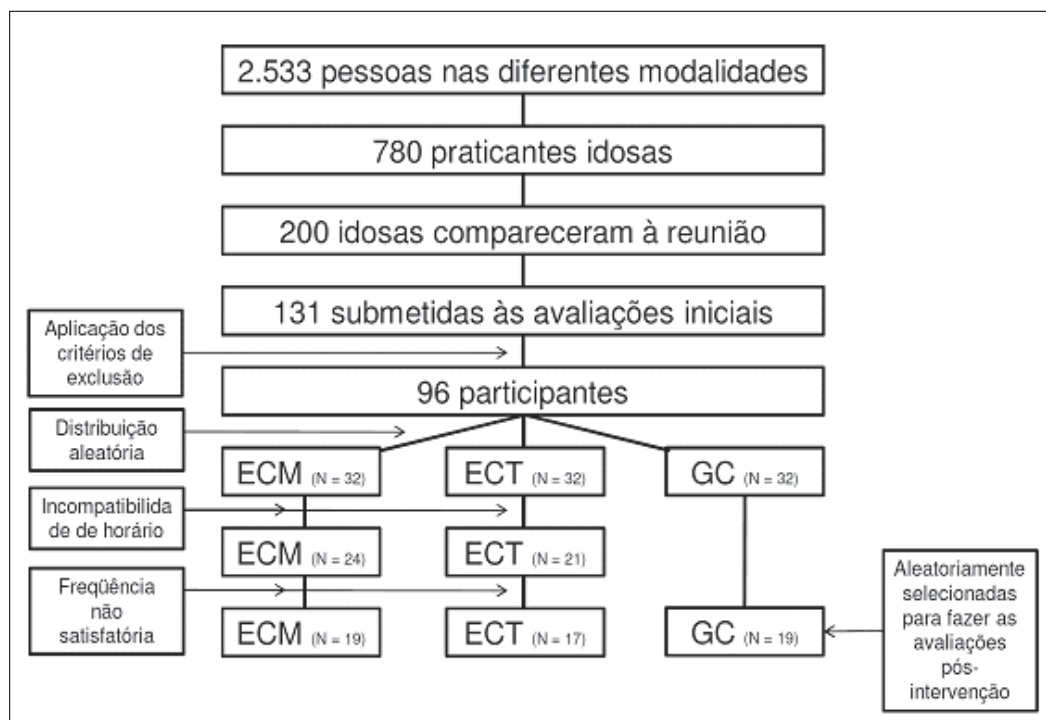 2.533 pessoas nas diferentes modalidades
780 praticantes idosas
200 idosas compareceram à reunião
131 submetidas às avaliações iniciais
Aplicação dos
critérios de
exclusão
96 participantes
Distribuição
aleatória
ECM (N = 32)
ECT (N = 32)
GC (N = 32)
Incompatibilida
de de horário
ECM (N = 24)
ECT (N = 21)
Freqüência
não
satisfatória
ECM (N = 19)
ECT (N = 17)
GC (N = 19)
Aleatoriamente
selecionadas
para fazer as
avaliações
pós-
intervenção